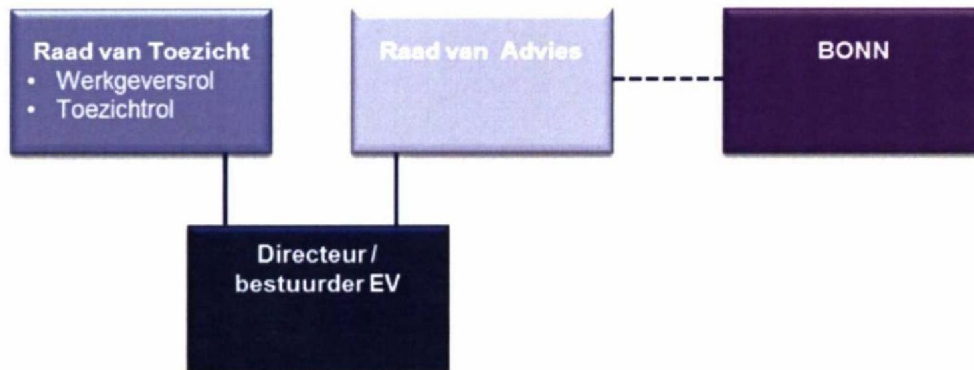 Raad van Toezicht
• Werkgeversrol
• Toezichtrol
Raad van Advies
BONN
Directeur /
bestuurder EV